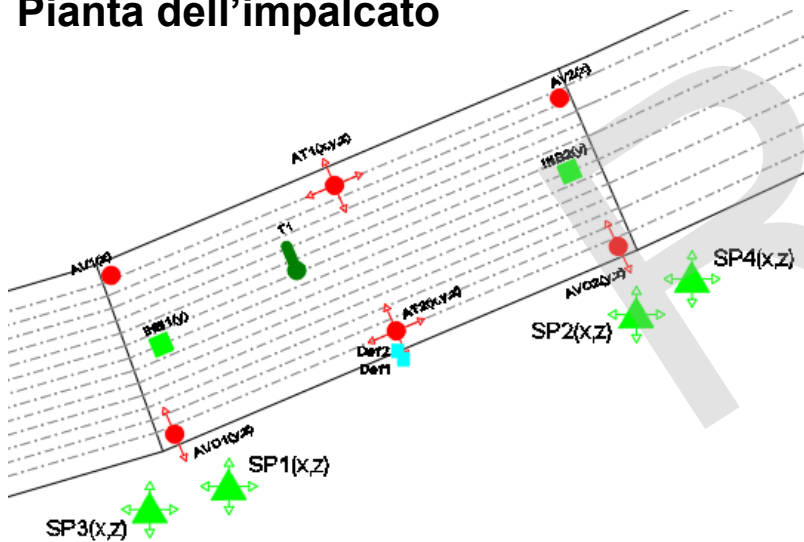 Pianta dell'impalcato
AV2(z)
AT1(x,y,z)
T1
AV1(z)
AVO2(y,z)
SP4(x,z)
AT2(x,y,z)
SP2(x,z)
Def2
Def1
AVO1(y,z)
SP1(x,z)
SP3(x,z)